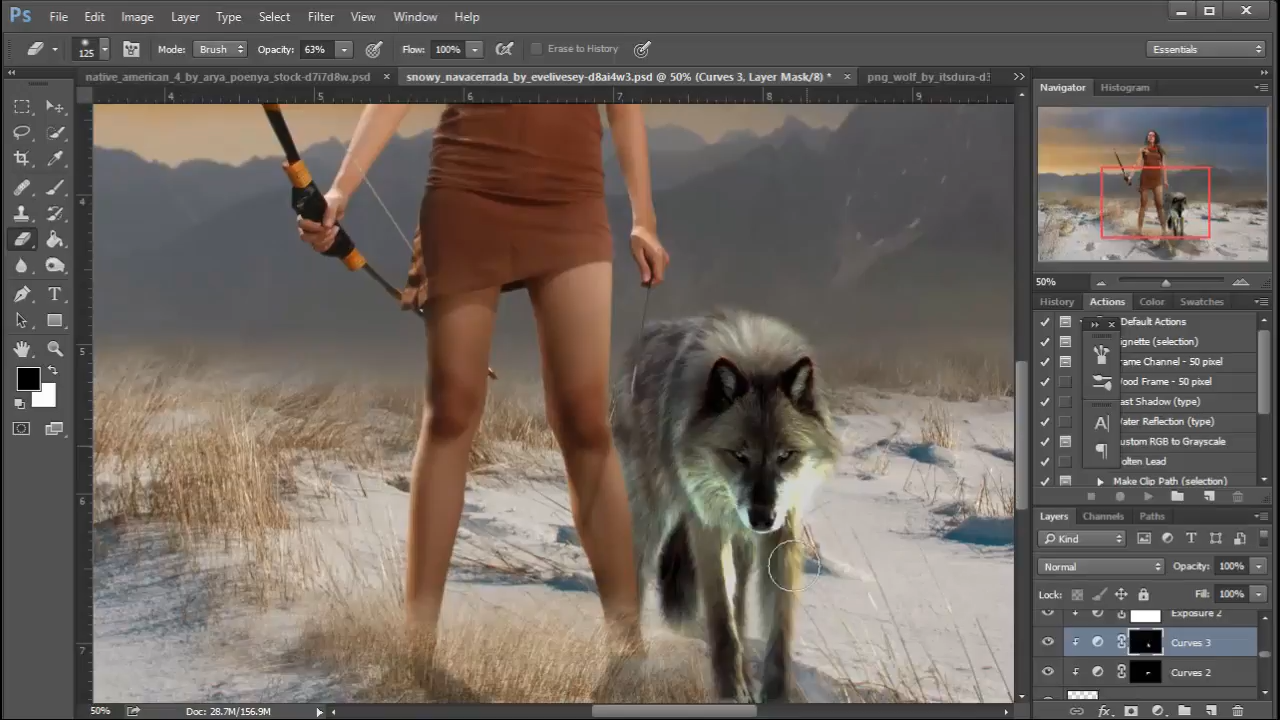 Ps File Edit Image Layer Type Select Filter View Window Help
125 Mode: Brush Opacity: 63% Flow: 100% Erase to History Essentials
native_american_4_by_arya_poenya_stock-d7i7d8w.psd × snowy_navacerrada_by_evelivesey-d8ai4w3.psd @ 50% (Curves 3, Layer Mask/8) * × png_wolf_by_itsdura-d3
Navigator Histogram
4 5 6 7 8 9
4
5
6
7
50%
History Actions Color Swatches
Default Actions
ignette (selection)
rame Channel - 50 pixel
ood Frame - 50 pixel
ast Shadow (type)
ater Reflection (type)
ustom RGB to Grayscale
olten Lead
Make Clip Path (selection)
Layers Channels Paths
Kind
Normal Opacity: 100%
Lock: Fill: 100%
Exposure 2
Curves 3
Curves 2
50% Doc: 28.7M/156.9M